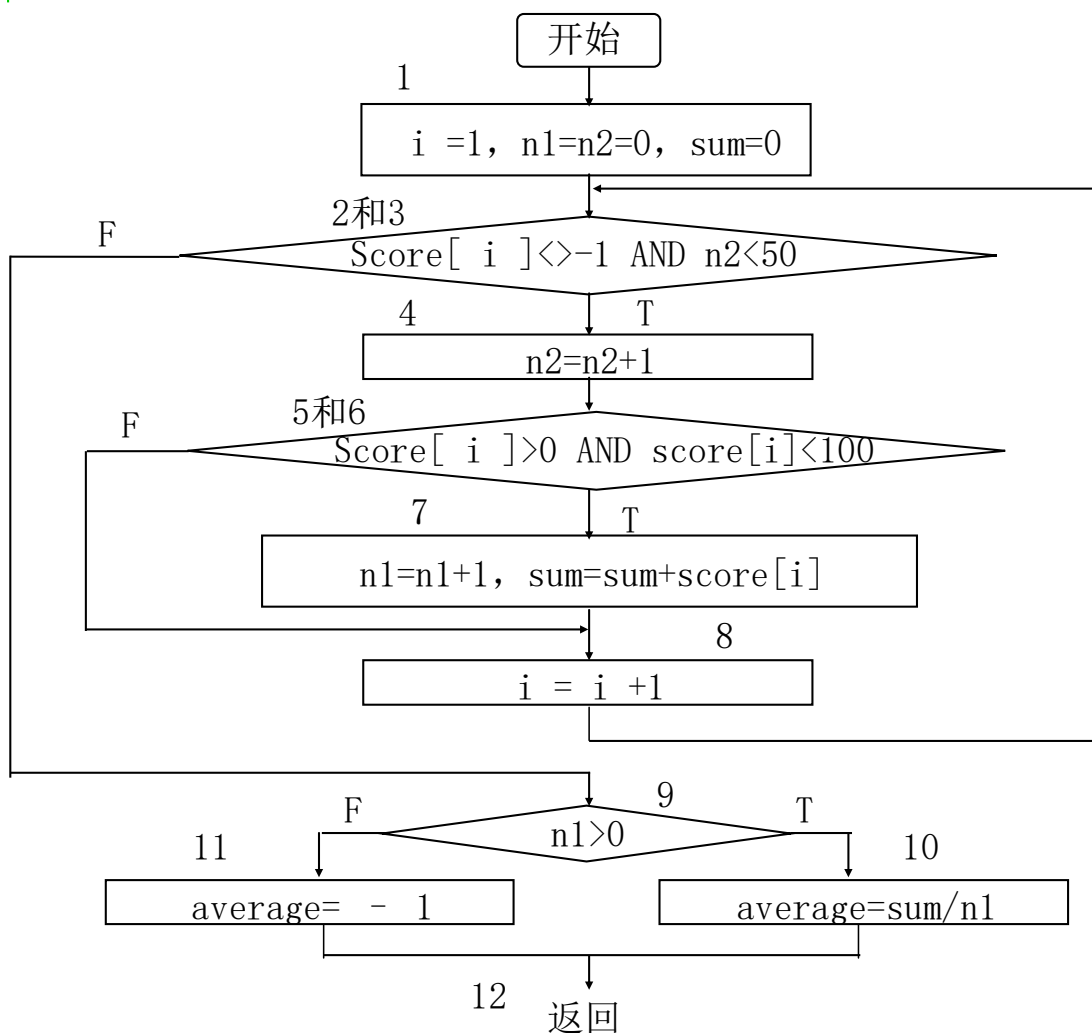 开始
1
i =1, n1=n2=0, sum=0
2和3
F
Score[ i ]<>-1 AND n2<50
4
T
n2=n2+1
5和6
F
Score[ i ]>0 AND score[i]<100
7
T
n1=n1+1, sum=sum+score[i]
8
i = i +1
9
F
T
n1>0
11
10
average= - 1
average=sum/n1
12
返回